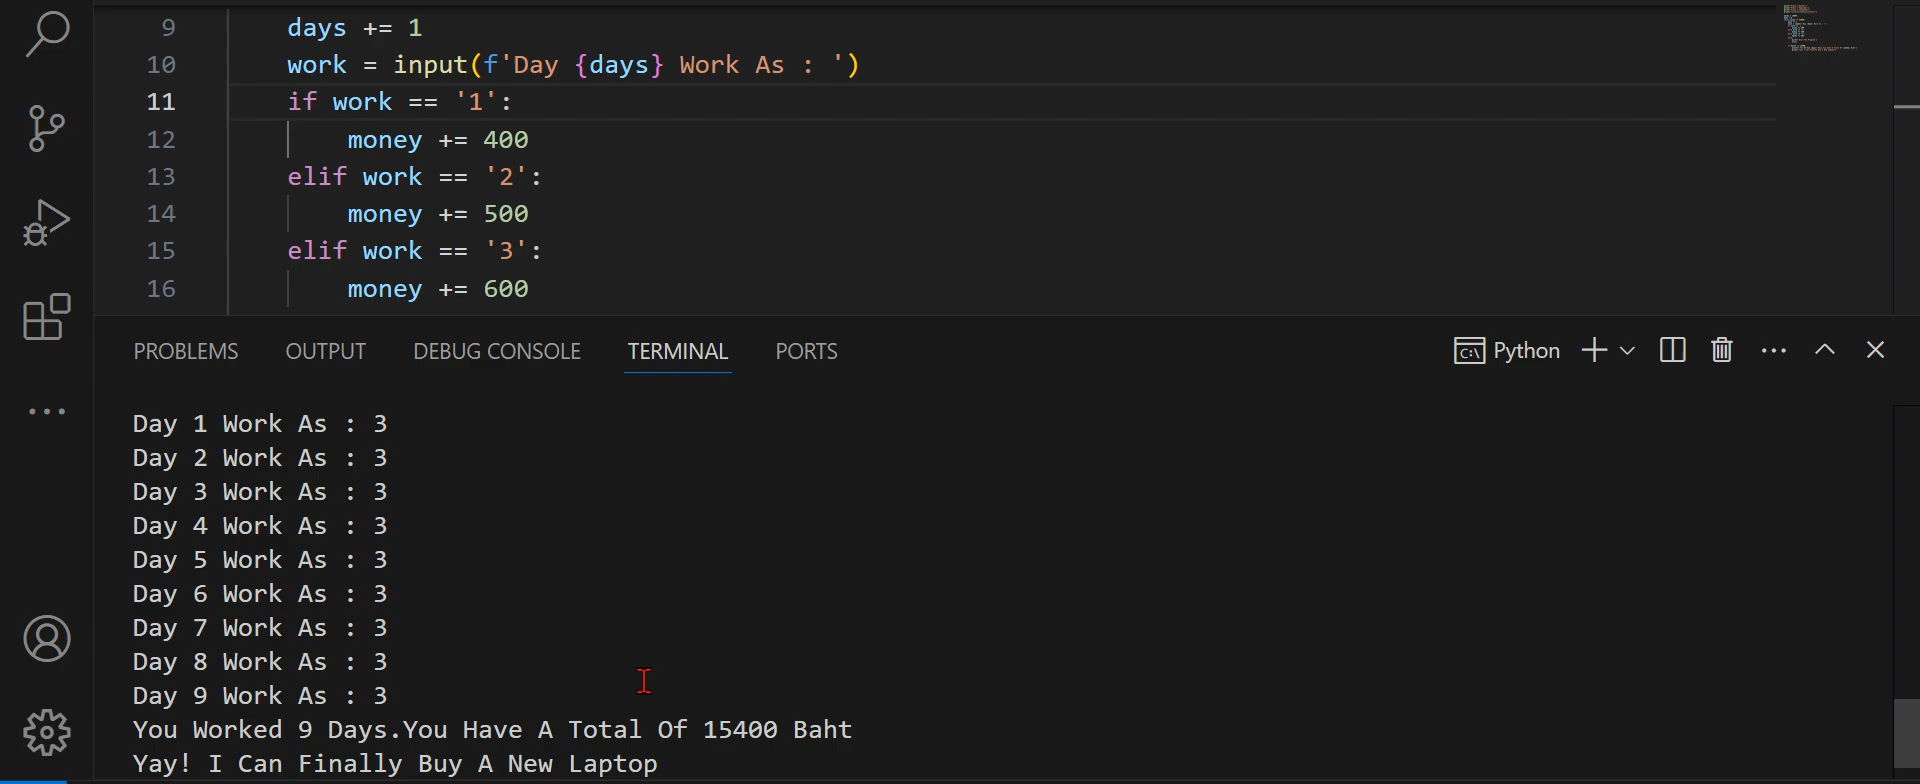 9 days += 1
10 work = input(f'Day {days} Work As : ')
11 if work == '1':
12 money += 400
13 elif work == '2':
14 money += 500
15 elif work == '3':
16 money += 600
PROBLEMS OUTPUT DEBUG CONSOLE TERMINAL PORTS Python
Day 1 Work As : 3
Day 2 Work As : 3
Day 3 Work As : 3
Day 4 Work As : 3
Day 5 Work As : 3
Day 6 Work As : 3
Day 7 Work As : 3
Day 8 Work As : 3
Day 9 Work As : 3
You Worked 9 Days.You Have A Total Of 15400 Baht
Yay! I Can Finally Buy A New Laptop